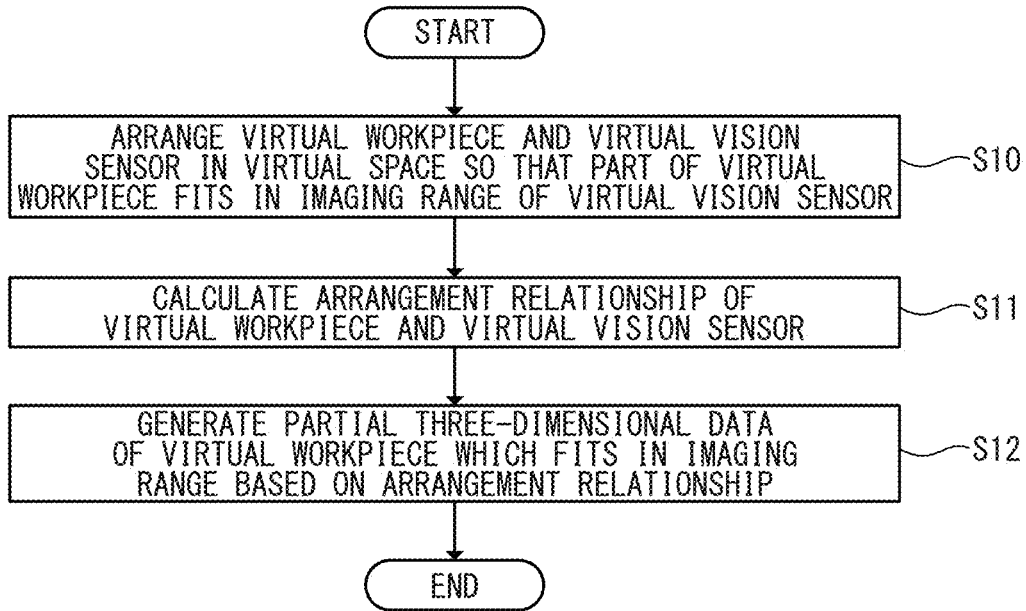 START
ARRANGE VIRTUAL WORKPIECE AND VIRTUAL VISION
SENSOR IN VIRTUAL SPACE SO THAT PART OF VIRTUAL
WORKPIECE FITS IN IMAGING RANGE OF VIRTUAL VISION SENSOR
S10
CALCULATE ARRANGEMENT RELATIONSHIP OF
VIRTUAL WORKPIECE AND VIRTUAL VISION SENSOR
S11
GENERATE PARTIAL THREE-DIMENSIONAL DATA
OF VIRTUAL WORKPIECE WHICH FITS IN IMAGING
RANGE BASED ON ARRANGEMENT RELATIONSHIP
S12
END